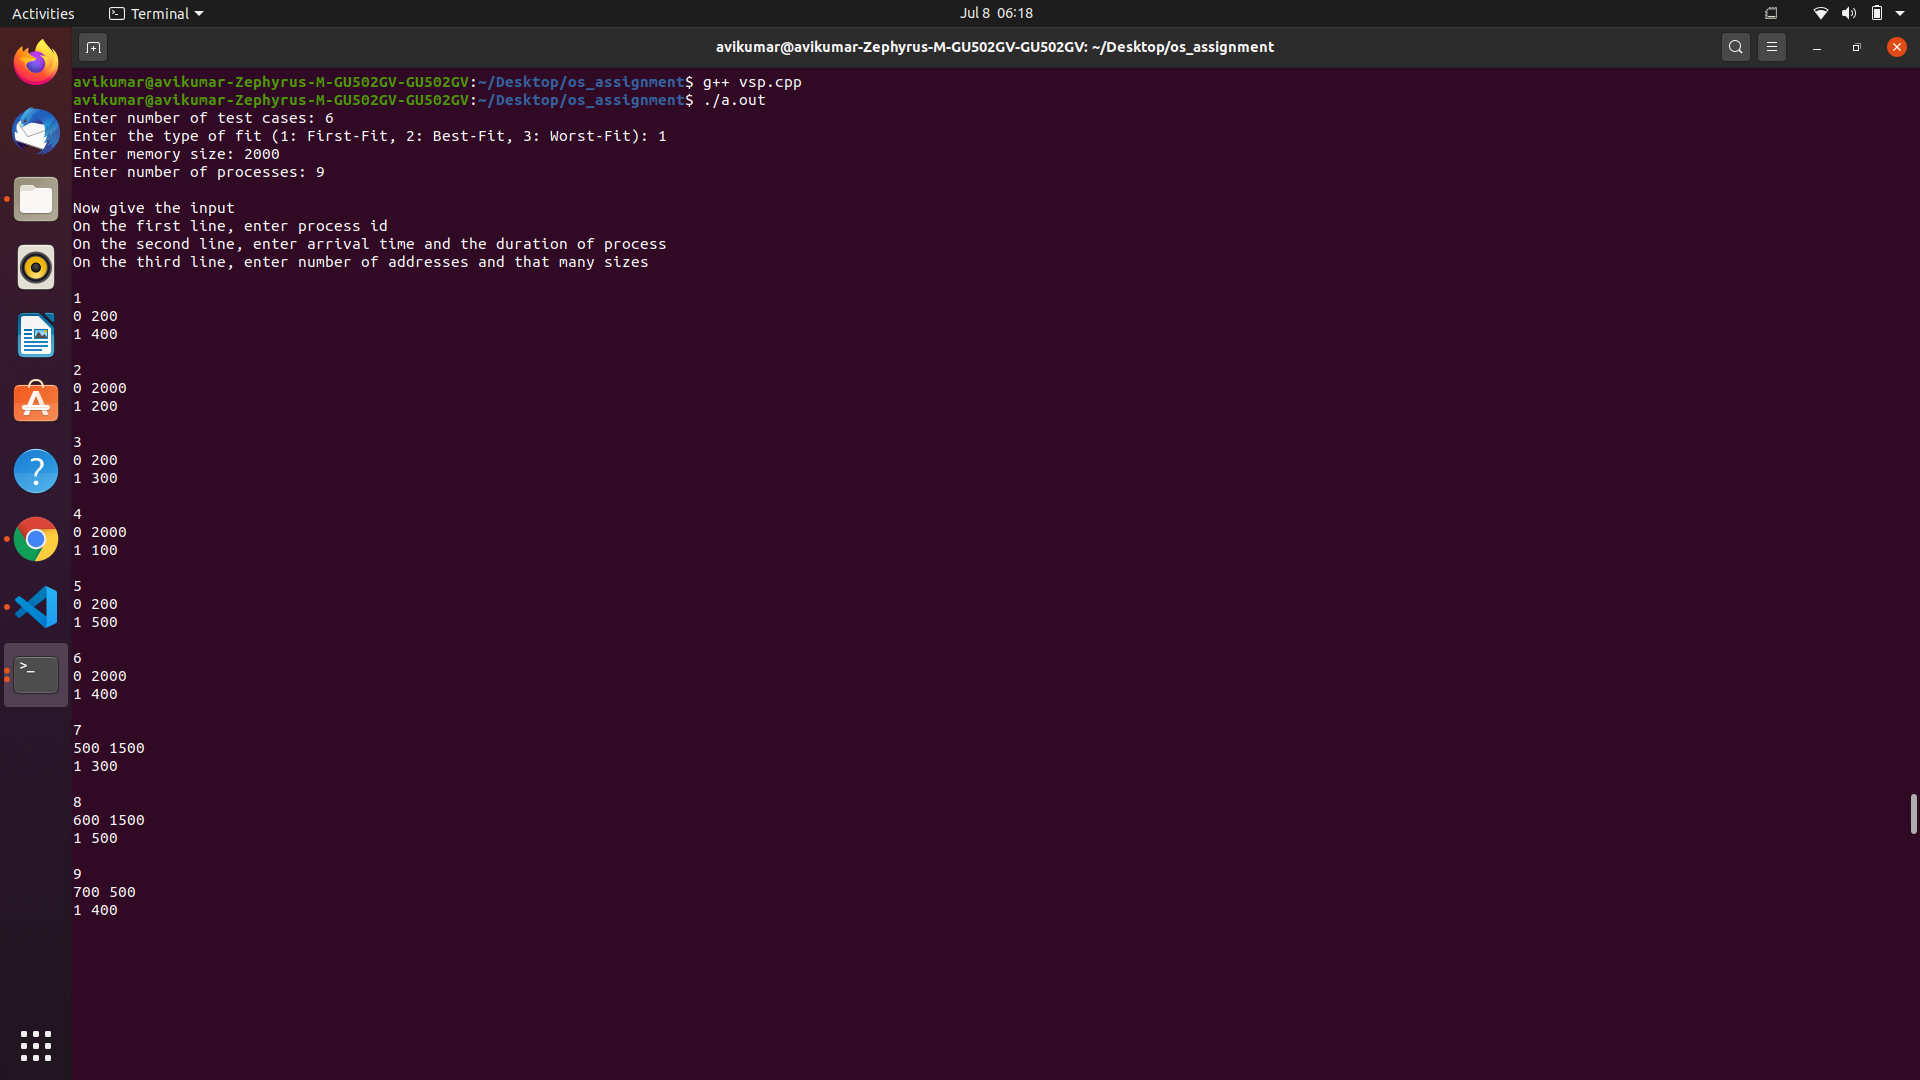 Activities
Terminal
Jul 8 06:18
avikumar@avikumar-Zephyrus-M-GU502GV-GU502GV: ~/Desktop/os_assignment
avikumar@avikumar-Zephyrus-M-GU502GV-GU502GV:~/Desktop/os_assignment$ g++ vsp.cpp
avikumar@avikumar-Zephyrus-M-GU502GV-GU502GV:~/Desktop/os_assignment$ ./a.out
Enter number of test cases: 6
Enter the type of fit (1: First-Fit, 2: Best-Fit, 3: Worst-Fit): 1
Enter memory size: 2000
Enter number of processes: 9
Now give the input
On the first line, enter process id
On the second line, enter arrival time and the duration of process
On the third line, enter number of addresses and that many sizes
1
0 200
1 400
2
0 2000
1 200
3
0 200
1 300
4
0 2000
1 100
5
0 200
1 500
6
0 2000
1 400
7
500 1500
1 300
8
600 1500
1 500
9
700 500
1 400